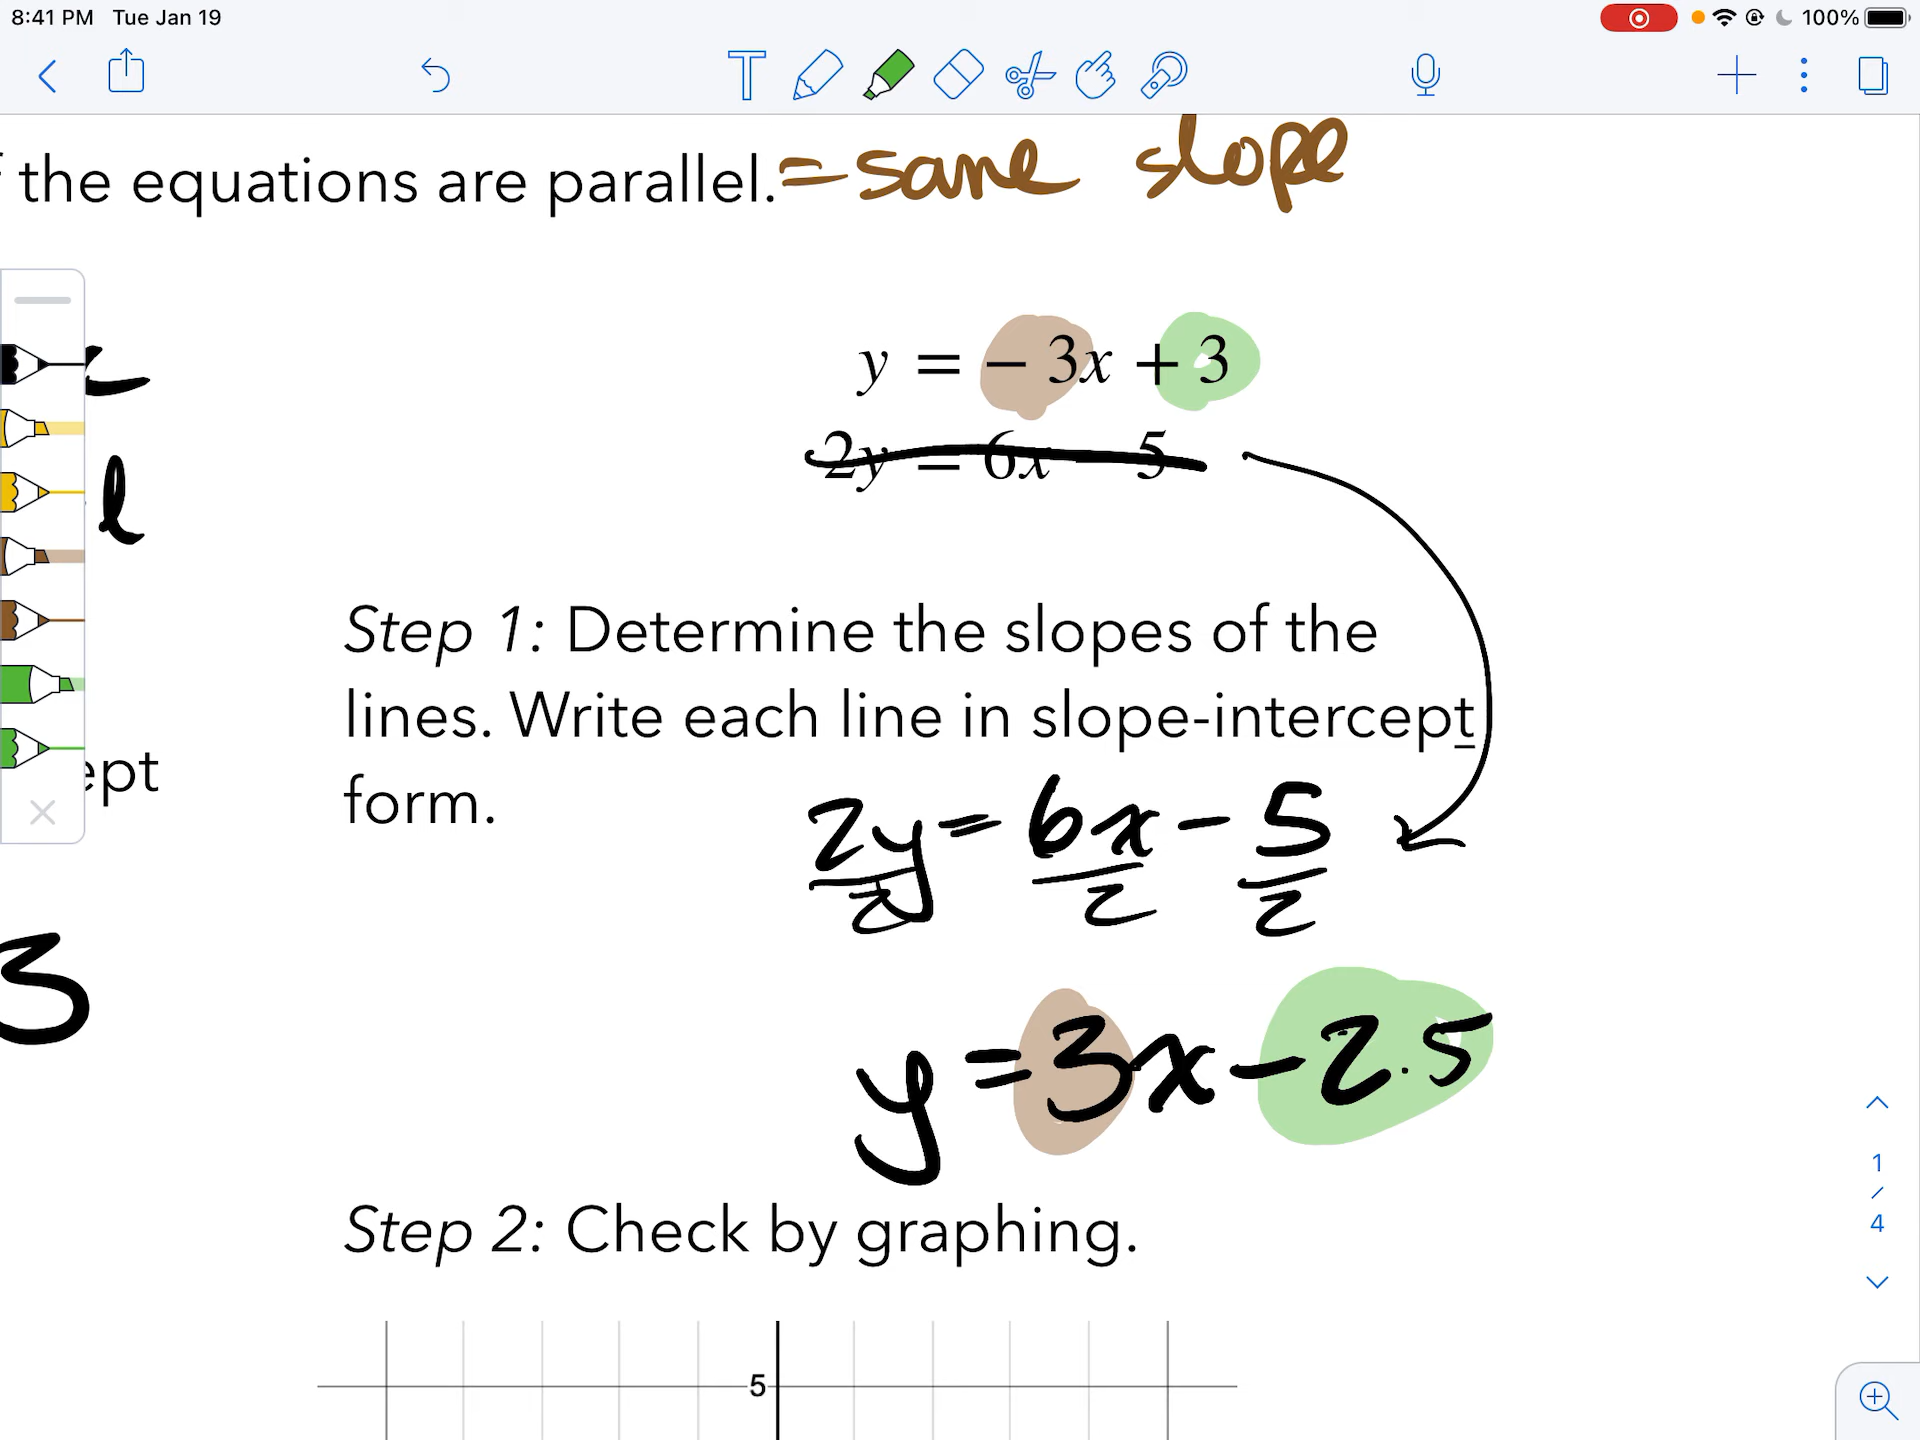 8:41 PM Tue Jan 19 100%
the equations are parallel. = same slope
y = − 3x + 3
2y = 6x − 5
l
Step 1: Determine the slopes of the
lines. Write each line in slope-intercept
ept
form.
2y = 6x − 5
2 2 2
3
y = 3x − 2.5
1
/
4
Step 2: Check by graphing.
5